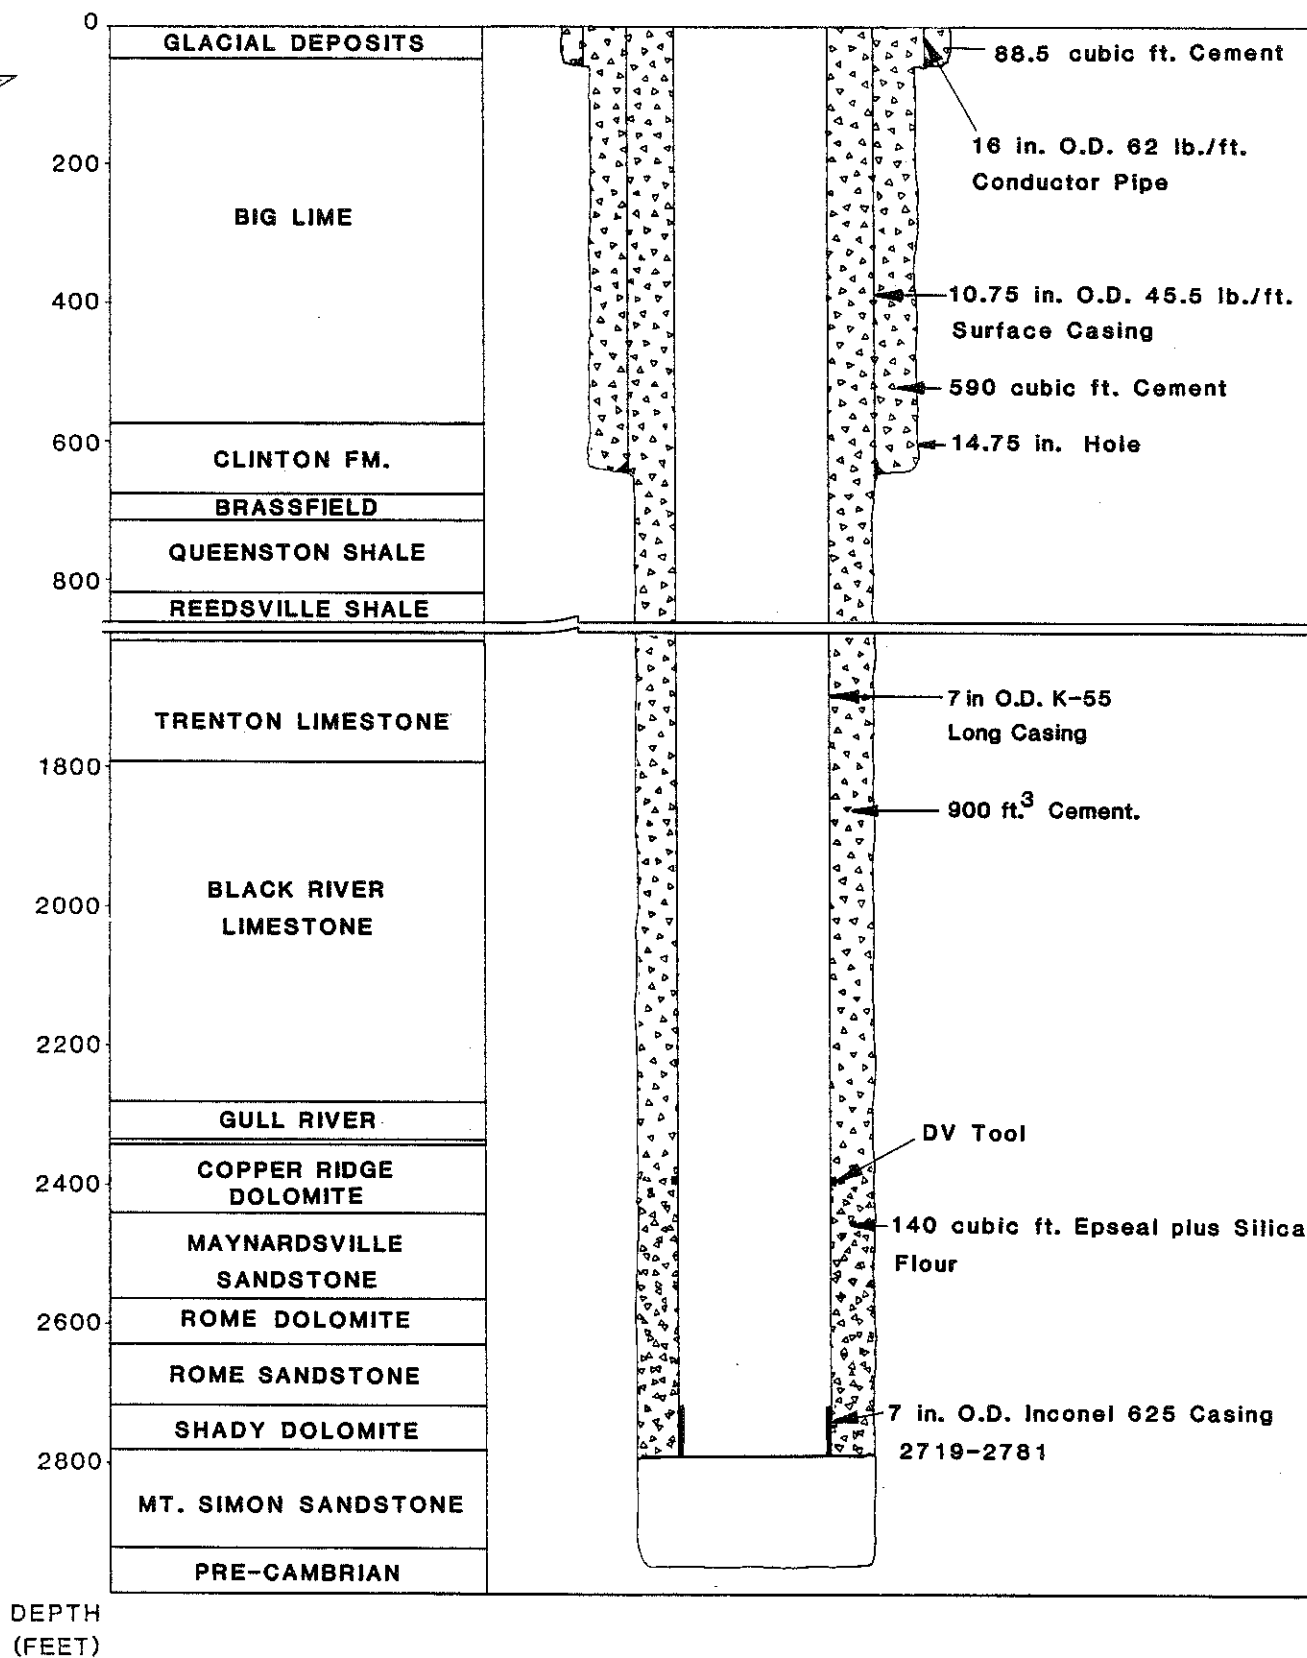 0
GLACIAL DEPOSITS
88.5 cubic ft. Cement
16 in. O.D. 62 lb./ft.
Conductor Pipe
200
BIG LIME
400
10.75 in. O.D. 45.5 lb./ft.
Surface Casing
590 cubic ft. Cement
600
14.75 in. Hole
CLINTON FM.
BRASSFIELD
QUEENSTON SHALE
800
REEDSVILLE SHALE
7 in O.D. K-55
Long Casing
TRENTON LIMESTONE
1800
900 ft.³ Cement.
BLACK RIVER
LIMESTONE
2000
2200
GULL RIVER
DV Tool
COPPER RIDGE
DOLOMITE
2400
140 cubic ft. Epseal plus Silica
Flour
MAYNARDSVILLE
SANDSTONE
ROME DOLOMITE
2600
ROME SANDSTONE
7 in. O.D. Inconel 625 Casing
2719-2781
SHADY DOLOMITE
2800
MT. SIMON SANDSTONE
PRE-CAMBRIAN
DEPTH
(FEET)